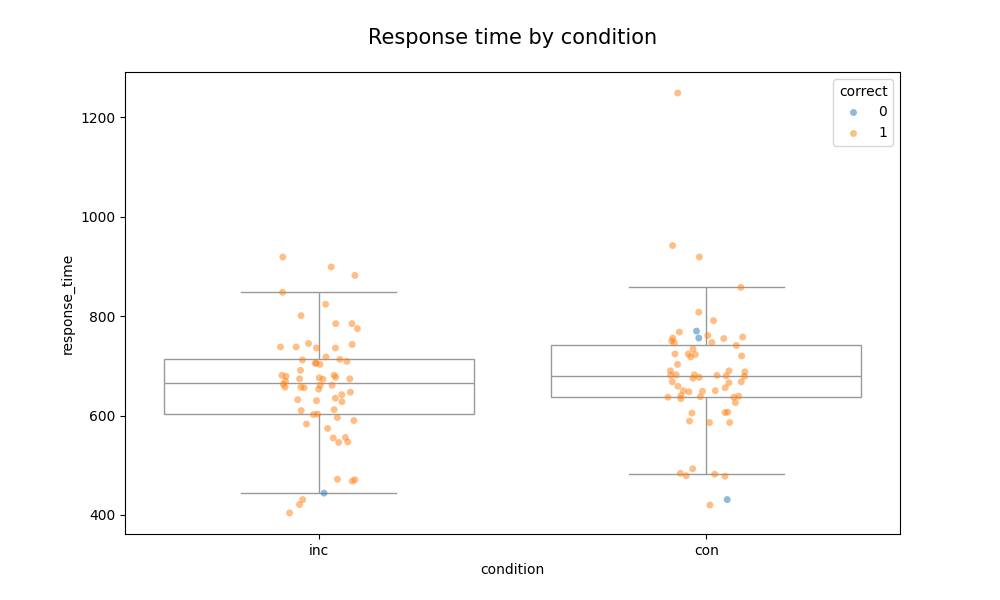 Response time by condition
correct
0
1
1200
1000
800
600
400
response_time
inc
con
condition